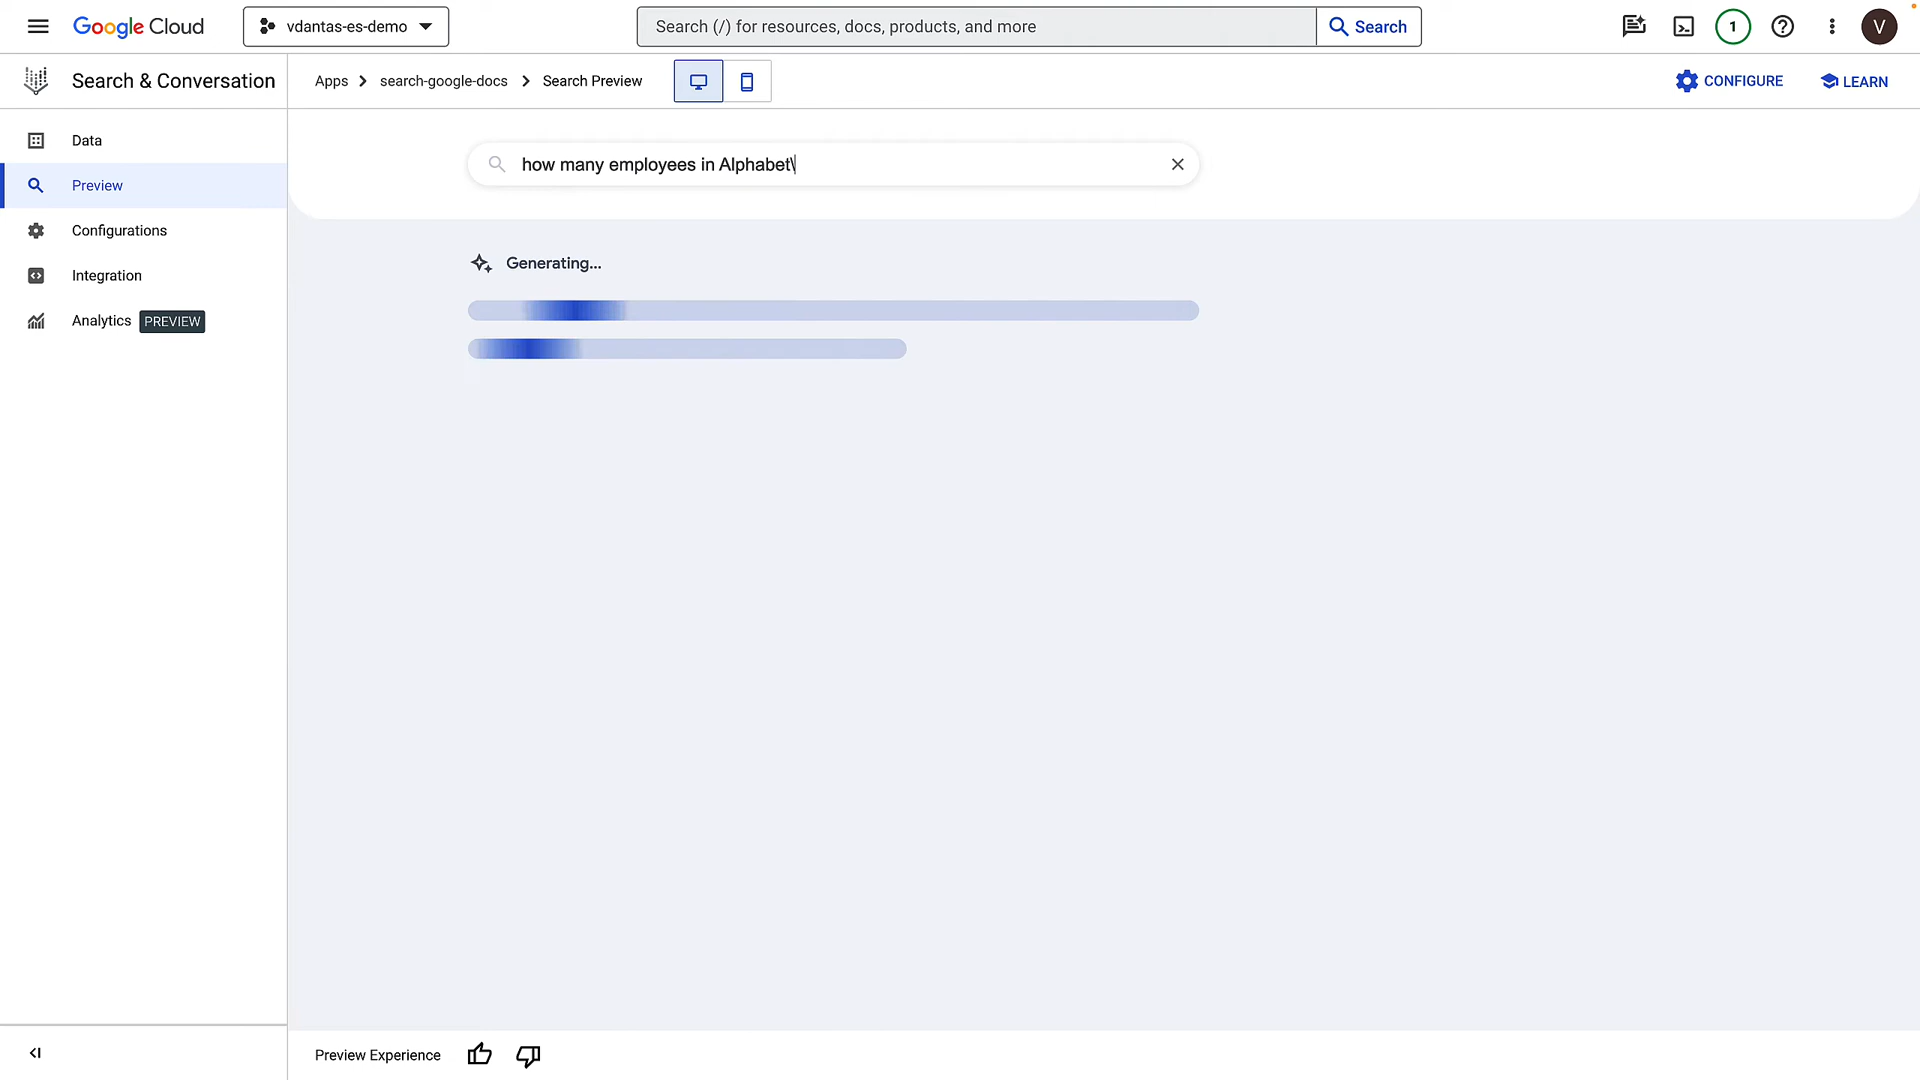 Google Cloud
vdantas-es-demo
Search (/) for resources, docs, products, and more
Search
1
V
Search & Conversation
Apps
search-google-docs
Search Preview
CONFIGURE
LEARN
Data
Preview
Configurations
Integration
Analytics PREVIEW
how many employees in Alphabet\
Generating...
Preview Experience